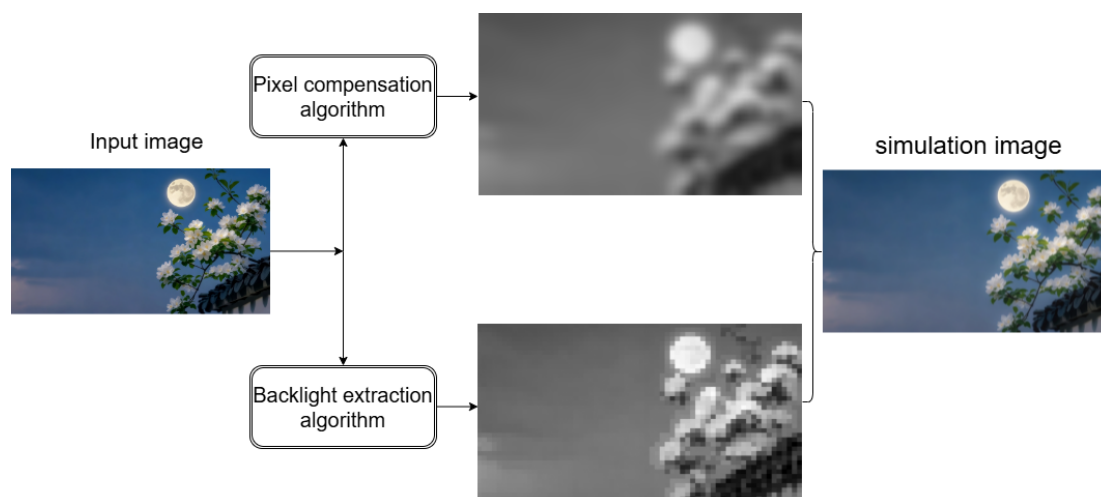 Pixel compensation
algorithm
Input image
simulation image
Backlight extraction
algorithm